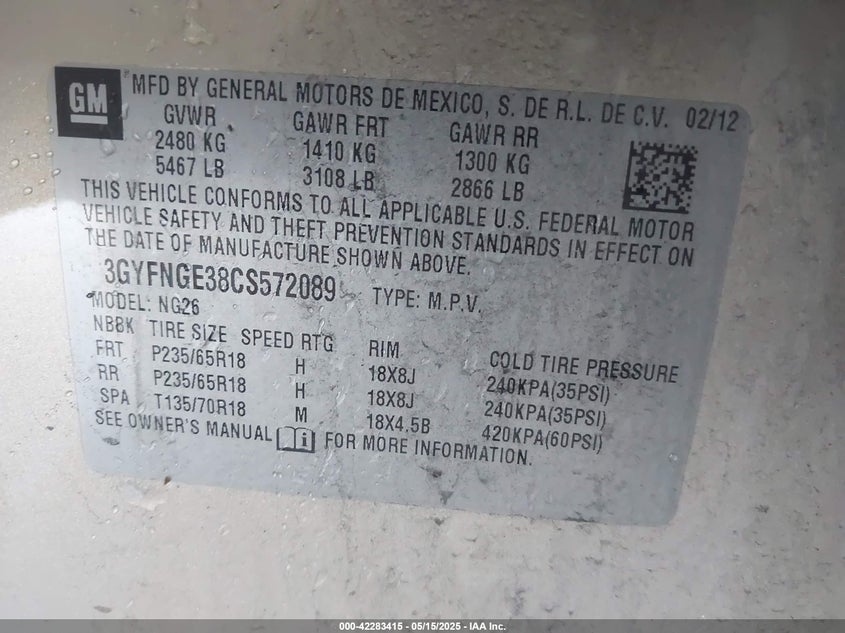 GM
® MFD BY GENERAL MOTORS DE MEXICO, S. DE R.L. DE C.V. 02/12
GVWR GAWR FRT GAWR RR
2480 KG 1410 KG 1300 KG
5467 LB 3108 LB 2866 LB
THIS VEHICLE CONFORMS TO ALL APPLICABLE U.S. FEDERAL MOTOR
VEHICLE SAFETY AND THEFT PREVENTION STANDARDS IN EFFECT ON
THE DATE OF MANUFACTURE SHOWN ABOVE.
3GYFNGE38CS572089 TYPE: M.P.V.
MODEL: NG26
NBBK TIRE SIZE SPEED RTG RIM COLD TIRE PRESSURE
FRT P235/65R18 H 18X8J 240KPA(35PSI)
RR P235/65R18 H 18X8J 240KPA(35PSI)
SPA T135/70R18 M 18X4.5B 420KPA(60PSI)
SEE OWNER'S MANUAL i FOR MORE INFORMATION.
000-42283415 - 05/15/2025 - IAA Inc.